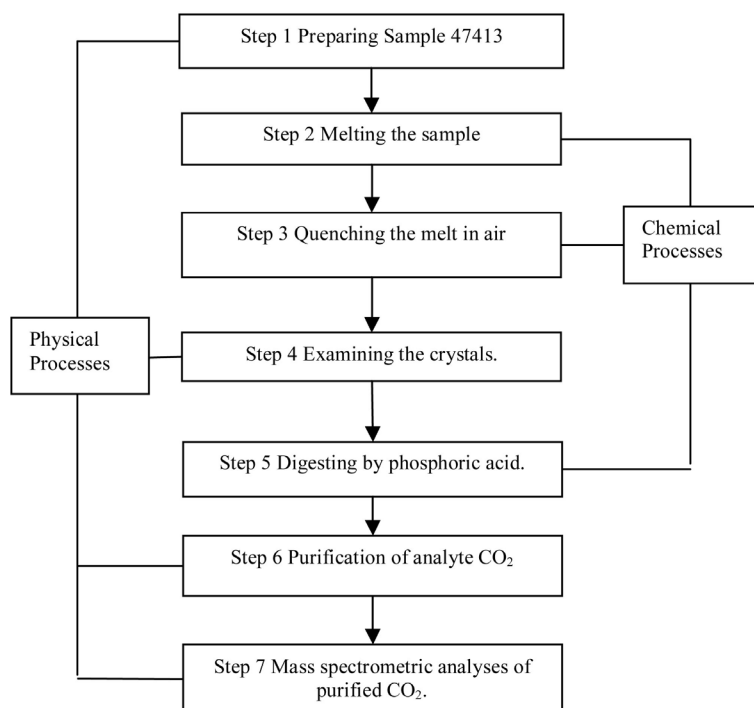 Step 1 Preparing Sample 47413
Step 2 Melting the sample
Step 3 Quenching the melt in air
Chemical
Processes
Physical
Processes
Step 4 Examining the crystals.
Step 5 Digesting by phosphoric acid.
Step 6 Purification of analyte CO₂
Step 7 Mass spectrometric analyses of
purified CO₂.